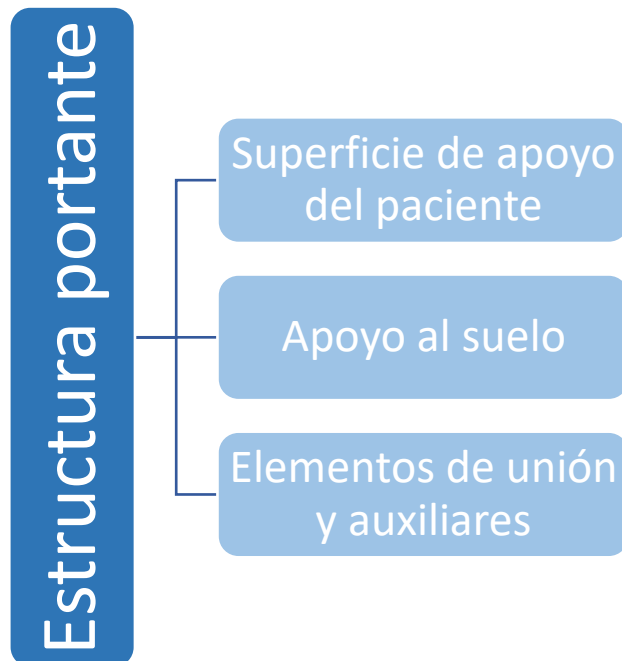 Estructura portante
Superficie de apoyo
del paciente
Apoyo al suelo
Elementos de unión
y auxiliares